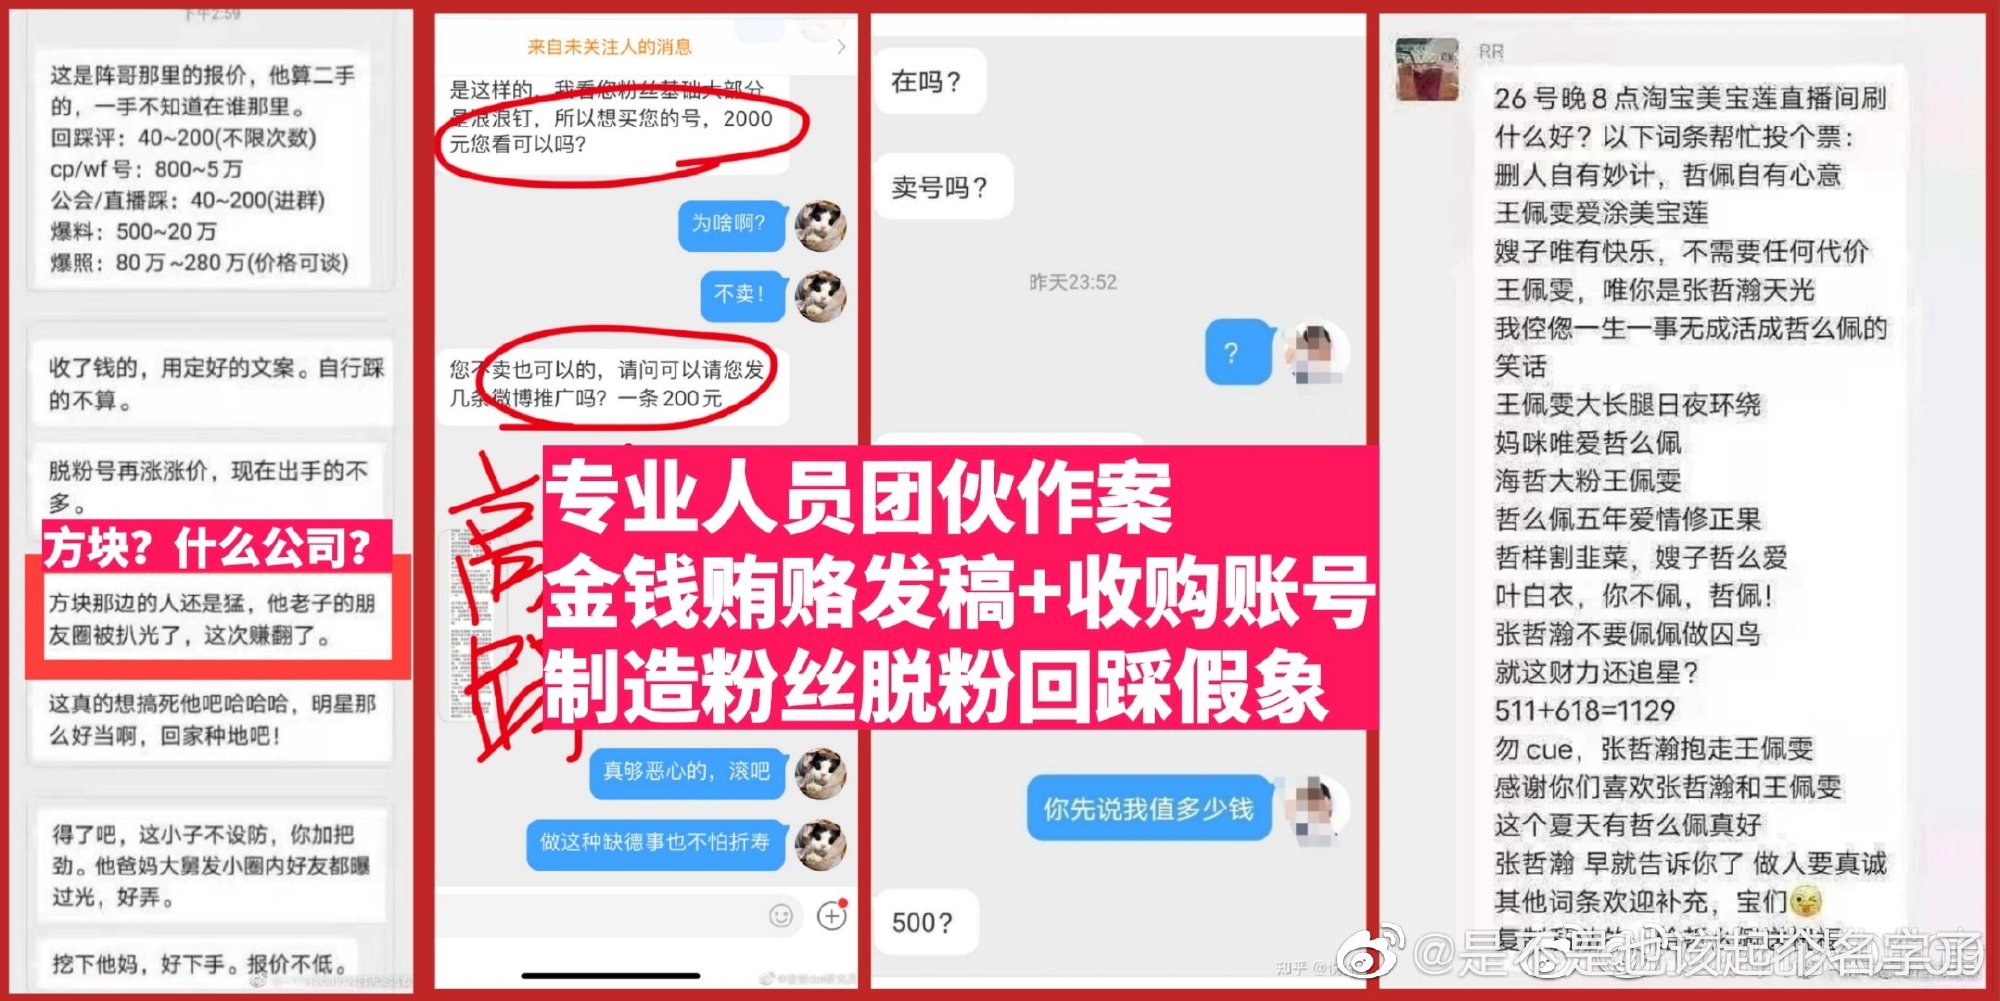 下午2:59
这是阵哥那里的报价，他算二手
的，一手不知道在谁那里。
回踩评：40~200(不限次数)
cp/wf号：800~5万
公会/直播踩：40~200(进群)
爆料：500~20万
爆照：80万~280万(价格可谈)
收了钱的，用定好的文案。自行踩
的不算。
脱粉号再涨涨价，现在出手的不
多。
方块？什么公司？
方块那边的人还是猛，他老子的朋
友圈被扒光了，这次赚翻了。
这真的想搞死他吧哈哈哈，明星那
么好当啊，回家种地吧！
得了吧，这小子不设防，你加把
劲。他爸妈大舅发小圈内好友都曝
过光，好弄。
挖下他妈，好下手。报价不低。
来自未关注人的消息
是这样的，我看您粉丝基础大部分
是浪浪钉，所以想买您的号，2000
元您看可以吗？
为啥啊？
不卖！
您不卖也可以的，请问可以请您发
几条微博推广吗？一条200元
真够恶心的，滚吧
做这种缺德事也不怕折寿
专业人员团伙作案
金钱贿赂发稿+收购账号
制造粉丝脱粉回踩假象
在吗？
卖号吗？
昨天23:52
？
你先说我值多少钱
500？
知乎
RR
26号晚8点淘宝美宝莲直播间刷
什么好？以下词条帮忙投个票：
删人自有妙计，哲佩自有心意
王佩雯爱涂美宝莲
嫂子唯有快乐，不需要任何代价
王佩雯，唯你是张哲瀚天光
我倥偬一生一事无成活成哲么佩的
笑话
王佩雯大长腿日夜环绕
妈咪唯爱哲么佩
海哲大粉王佩雯
哲么佩五年爱情修正果
哲样割韭菜，嫂子哲么爱
叶白衣，你不佩，哲佩！
张哲瀚不要佩佩做囚鸟
就这财力还追星？
511+618=1129
勿cue，张哲瀚抱走王佩雯
感谢你们喜欢张哲瀚和王佩雯
这个夏天有哲么佩真好
张哲瀚 早就告诉你了 做人要真诚
其他词条欢迎补充，宝们
@是不是也该起个名字了